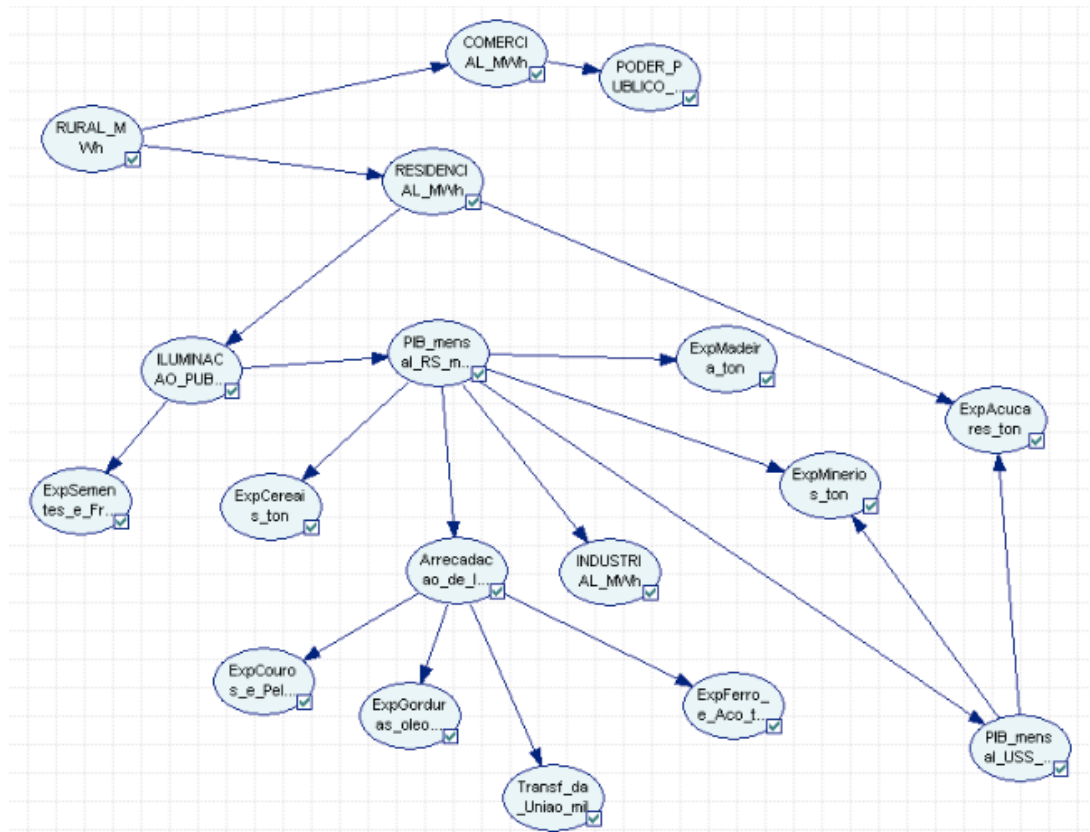 COMERCI
AL_MWh
PODER_P
UBLICO_...
RURAL_M
Wh
RESIDENCI
AL_MWh
ILUMINAC
AO_PUB...
PIB_mens
al_RS_m...
ExpMadeir
a_ton
ExpAcuca
res_ton
ExpSemen
tes_e_Fr...
ExpCereai
s_ton
ExpMinerio
s_ton
Arrecadac
ao_de_I...
INDUSTRI
AL_MWh
ExpCouro
s_e_Pel...
ExpGordur
as_oleo...
ExpFerro_
e_Aco_t...
PIB_mens
al_USS_...
Transf_da
_Uniao_mil